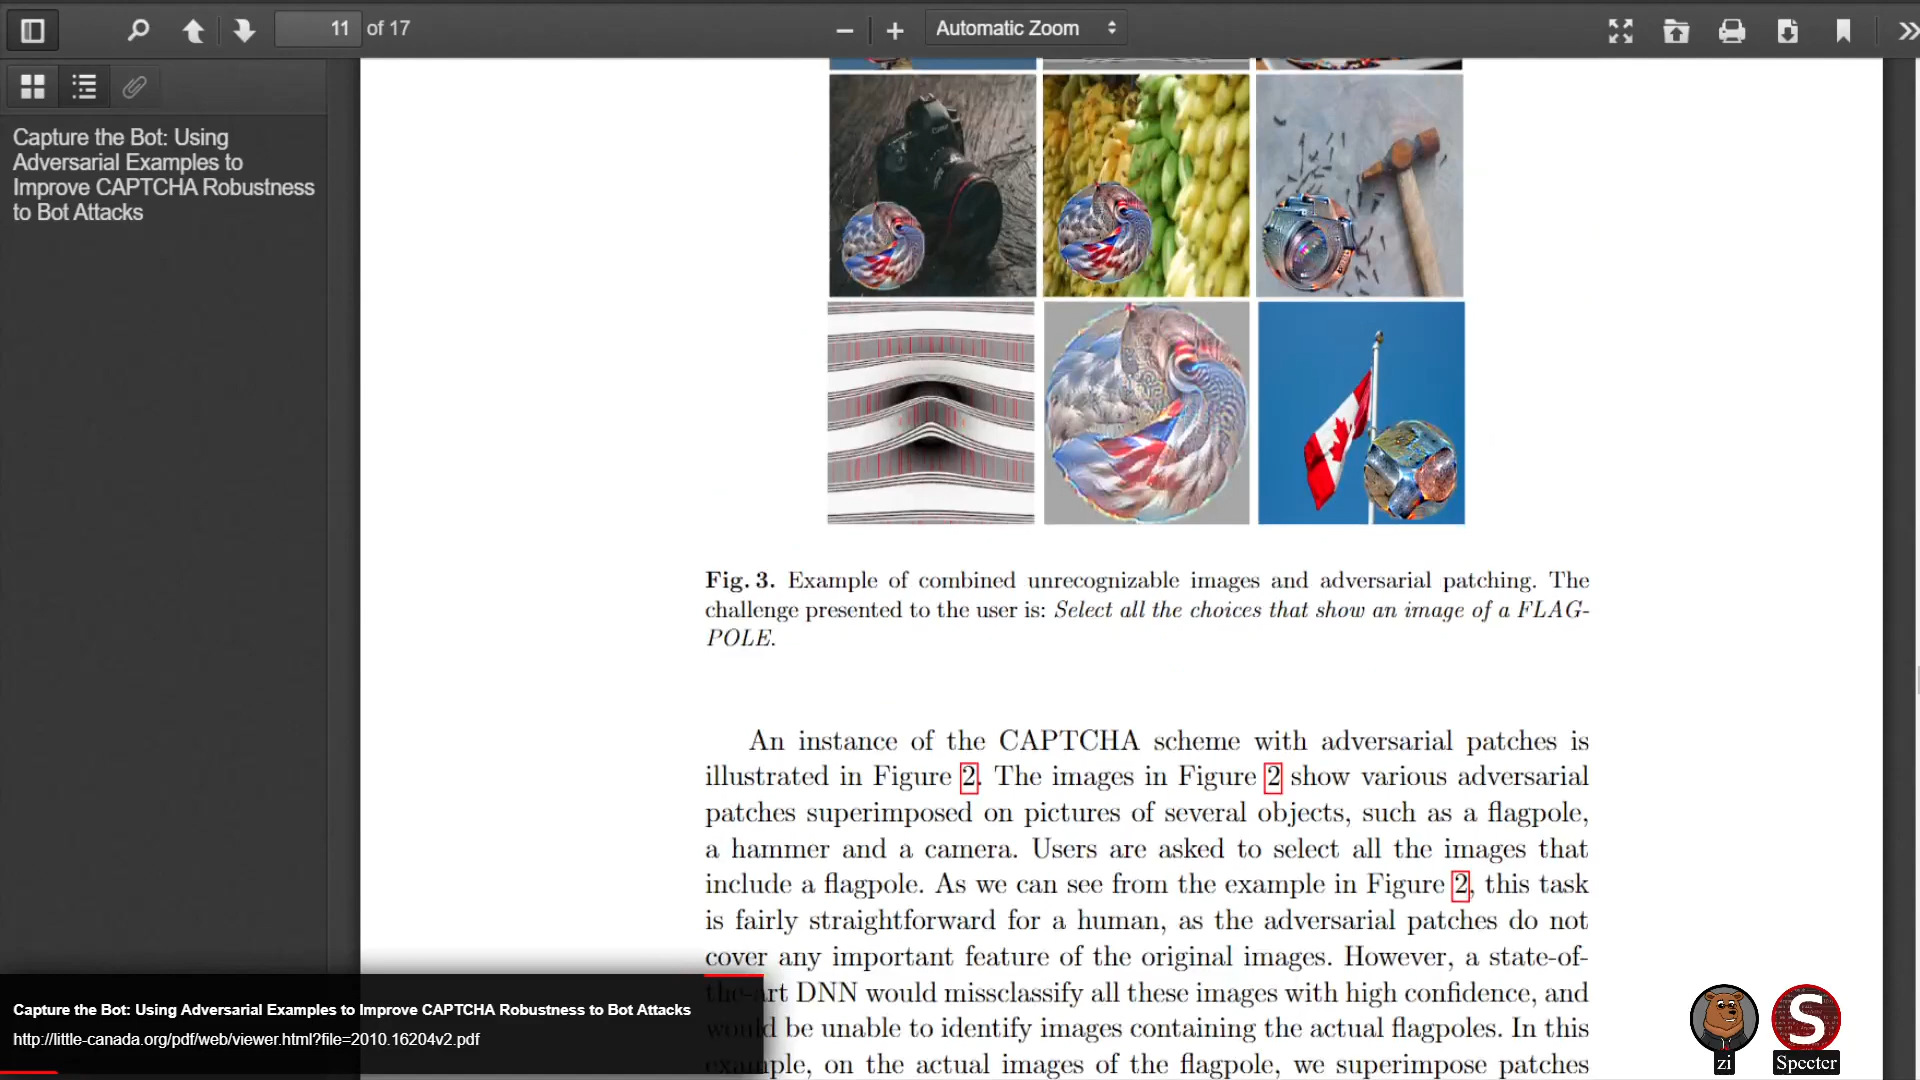 11 of 17
Automatic Zoom
Capture the Bot: Using
Adversarial Examples to
Improve CAPTCHA Robustness
to Bot Attacks
Fig. 3. Example of combined unrecognizable images and adversarial patching. The
challenge presented to the user is: Select all the choices that show an image of a FLAG-
POLE.
An instance of the CAPTCHA scheme with adversarial patches is
illustrated in Figure 2. The images in Figure 2 show various adversarial
patches superimposed on pictures of several objects, such as a flagpole,
a hammer and a camera. Users are asked to select all the images that
include a flagpole. As we can see from the example in Figure 2, this task
is fairly straightforward for a human, as the adversarial patches do not
cover any important feature of the original images. However, a state-of-
the-art DNN would missclassify all these images with high confidence, and
would be unable to identify images containing the actual flagpoles. In this
example, on the actual images of the flagpole, we superimpose patches
Capture the Bot: Using Adversarial Examples to Improve CAPTCHA Robustness to Bot Attacks
http://little-canada.org/pdf/web/viewer.html?file=2010.16204v2.pdf
zi
S
Specter